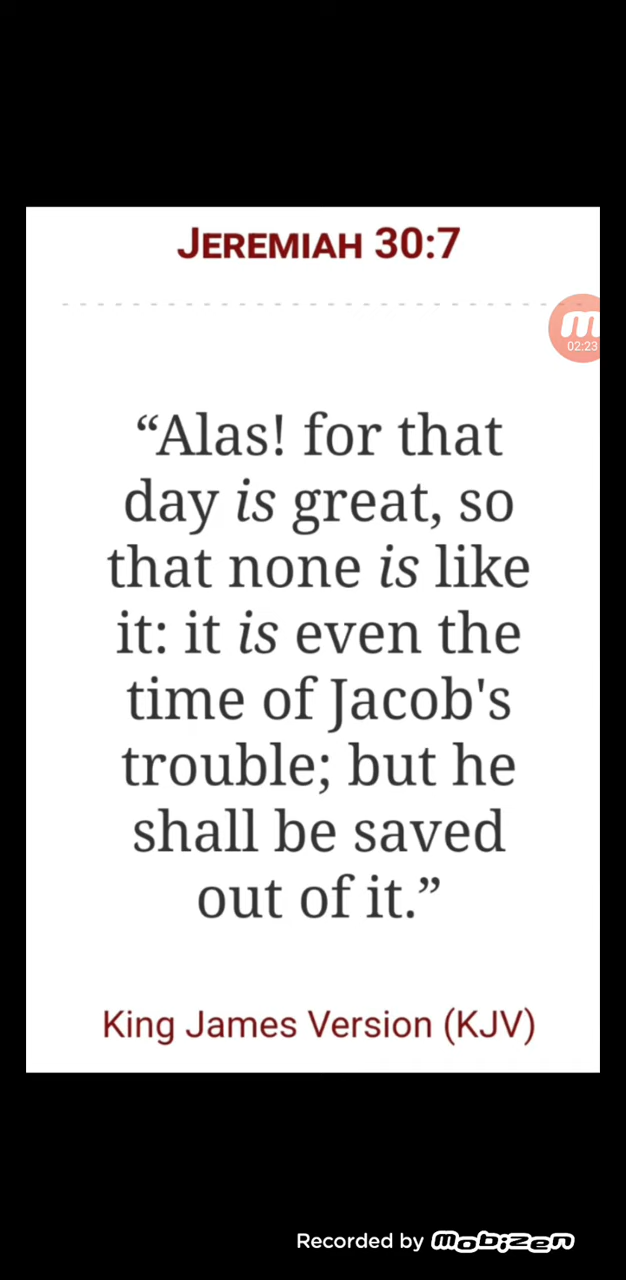 JEREMIAH 30:7
m
02:23
“Alas! for that
day is great, so
that none is like
it: it is even the
time of Jacob's
trouble; but he
shall be saved
out of it.”
King James Version (KJV)
Recorded by mobizen